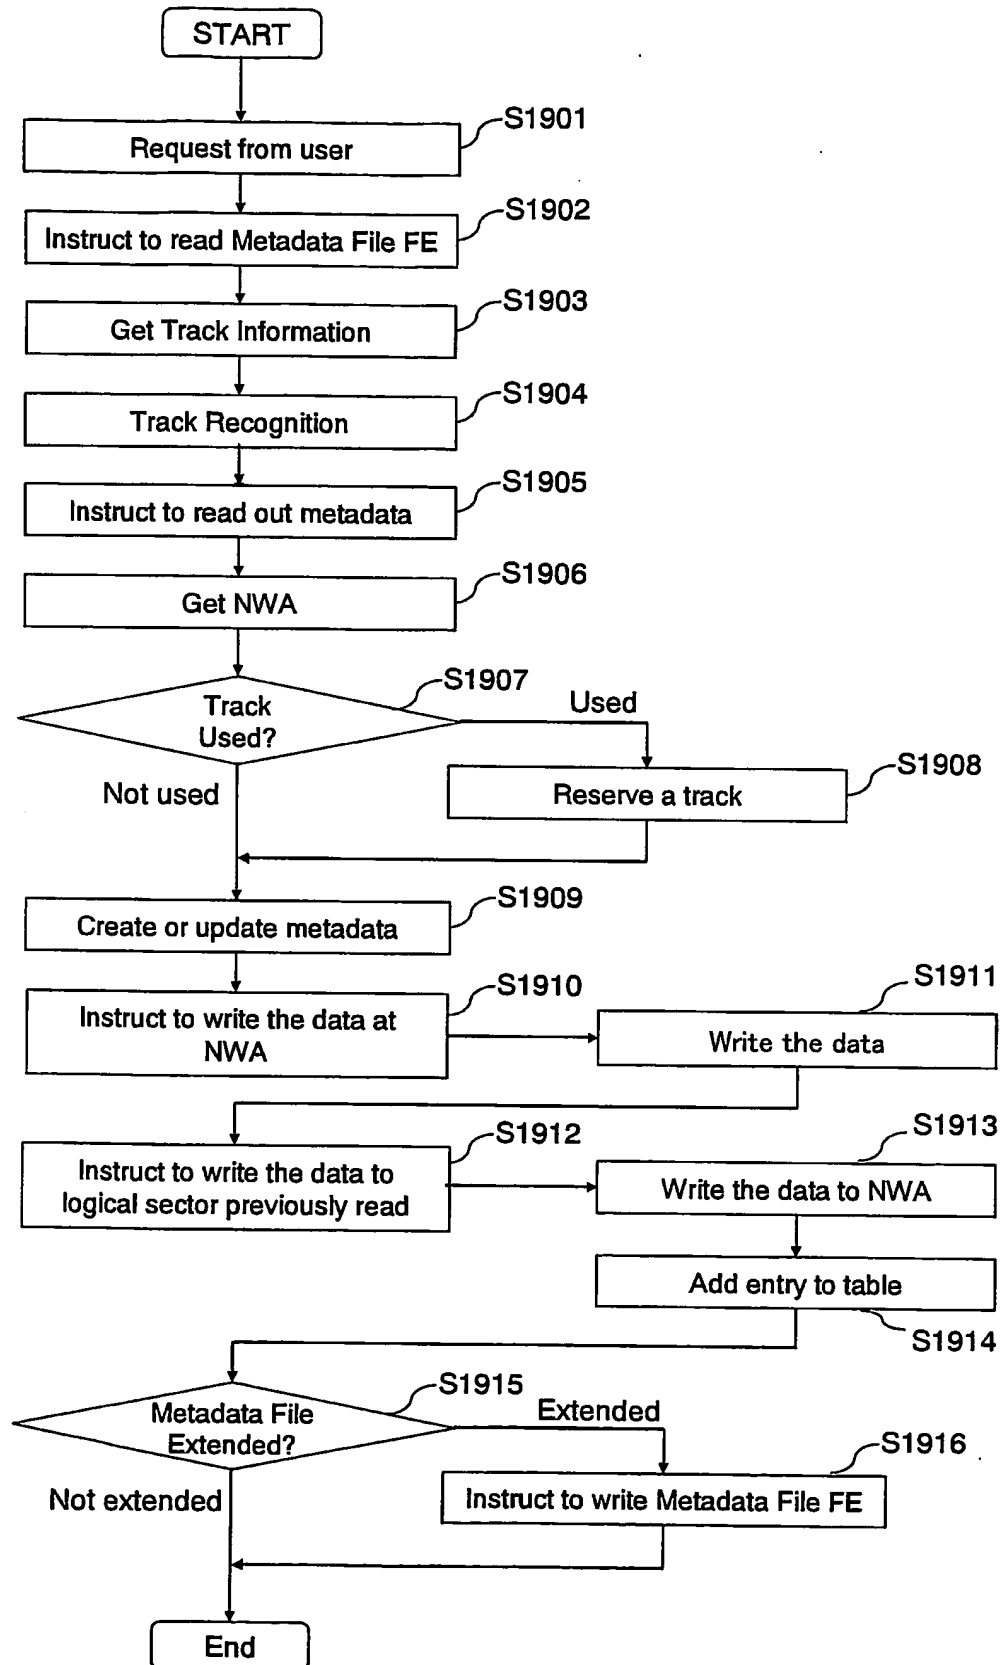 START
S1901
Request from user
S1902
Instruct to read Metadata File FE
S1903
Get Track Information
S1904
Track Recognition
S1905
Instruct to read out metadata
S1906
Get NWA
S1907
Track
Used?
Used
S1908
Reserve a track
Not used
S1909
Create or update metadata
S1910
Instruct to write the data at
NWA
S1911
Write the data
S1912
Instruct to write the data to
logical sector previously read
S1913
Write the data to NWA
Add entry to table
S1914
S1915
Metadata File
Extended?
Extended
S1916
Instruct to write Metadata File FE
Not extended
End